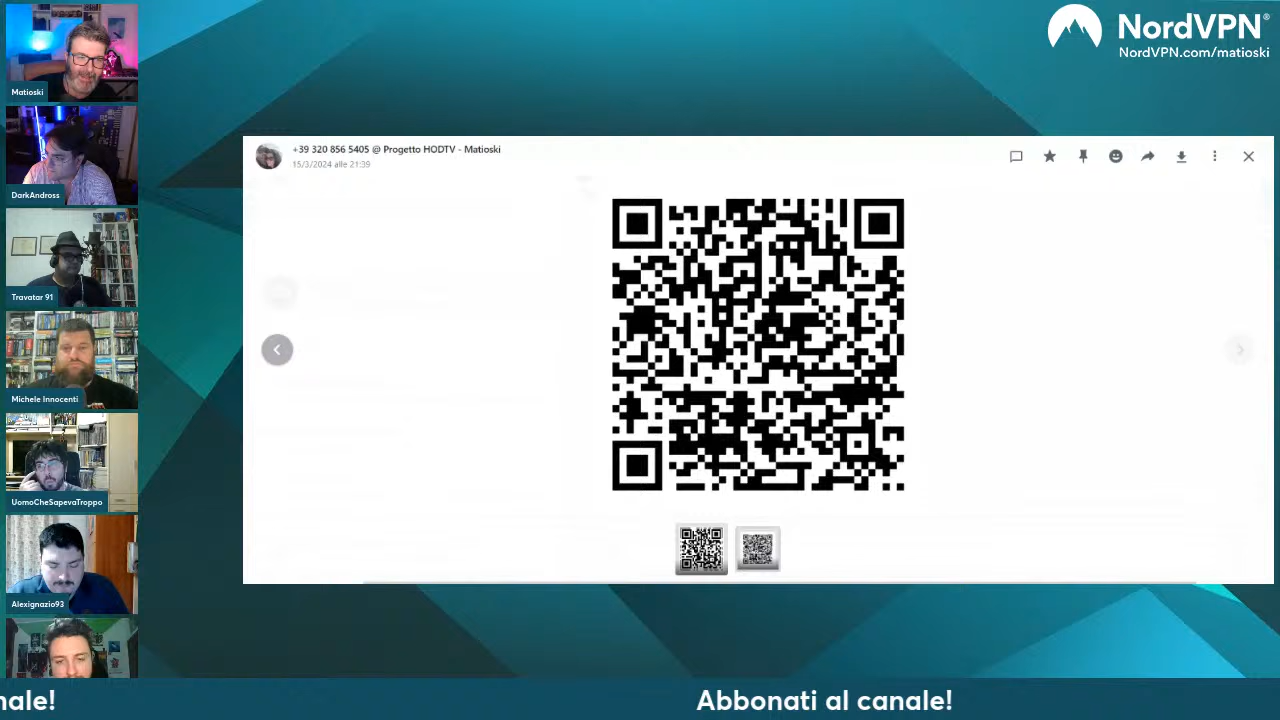 Matioski
DarkAndross
Travatar 91
Michele Innocenti
UomoCheSapevaTroppo
Alexignazio93
NordVPN®
NordVPN.com/matioski
+39 320 856 5405 @ Progetto HODTV - Matioski
15/3/2024 alle 21:39
nale!
Abbonati al canale!